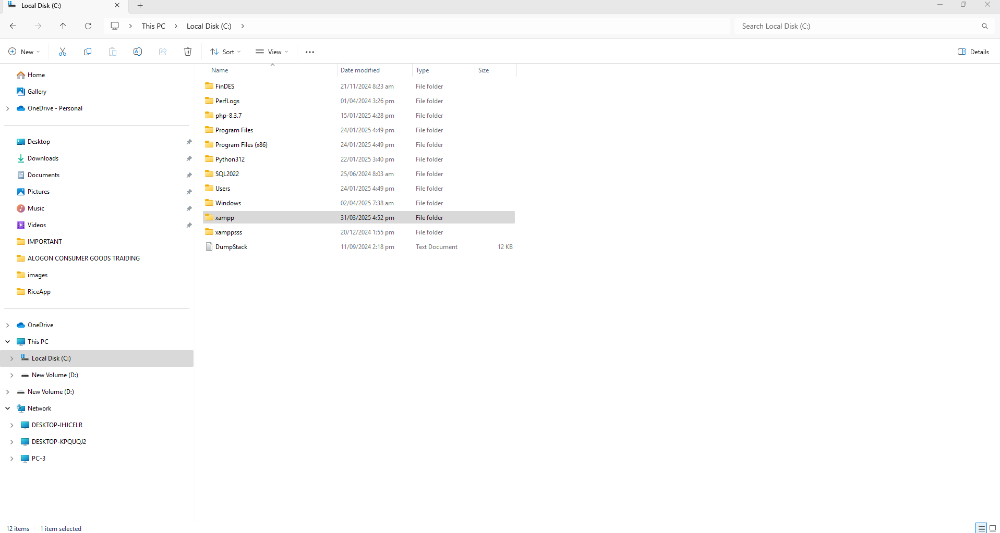 Local Disk (C:)
This PC Local Disk (C:)
Search Local Disk (C:)
New
Sort
View
Details
Home
Gallery
OneDrive - Personal
Desktop
Downloads
Documents
Pictures
Music
Videos
IMPORTANT
ALOGON CONSUMER GOODS TRAIDING
images
RiceApp
OneDrive
This PC
Local Disk (C:)
New Volume (D:)
New Volume (D:)
Network
DESKTOP-IHJCELR
DESKTOP-KPQUQJ2
PC-3
Name Date modified Type Size
FinDES 21/11/2024 8:23 am File folder
PerfLogs 01/04/2024 3:26 pm File folder
php-8.3.7 15/01/2025 4:28 pm File folder
Program Files 24/01/2025 4:49 pm File folder
Program Files (x86) 24/01/2025 4:49 pm File folder
Python312 22/01/2025 3:40 pm File folder
SQL2022 25/06/2024 8:03 am File folder
Users 24/01/2025 4:49 pm File folder
Windows 02/04/2025 7:38 am File folder
xampp 31/03/2025 4:52 pm File folder
xamppsss 20/12/2024 1:55 pm File folder
DumpStack 11/09/2024 2:18 pm Text Document 12 KB
12 items 1 item selected